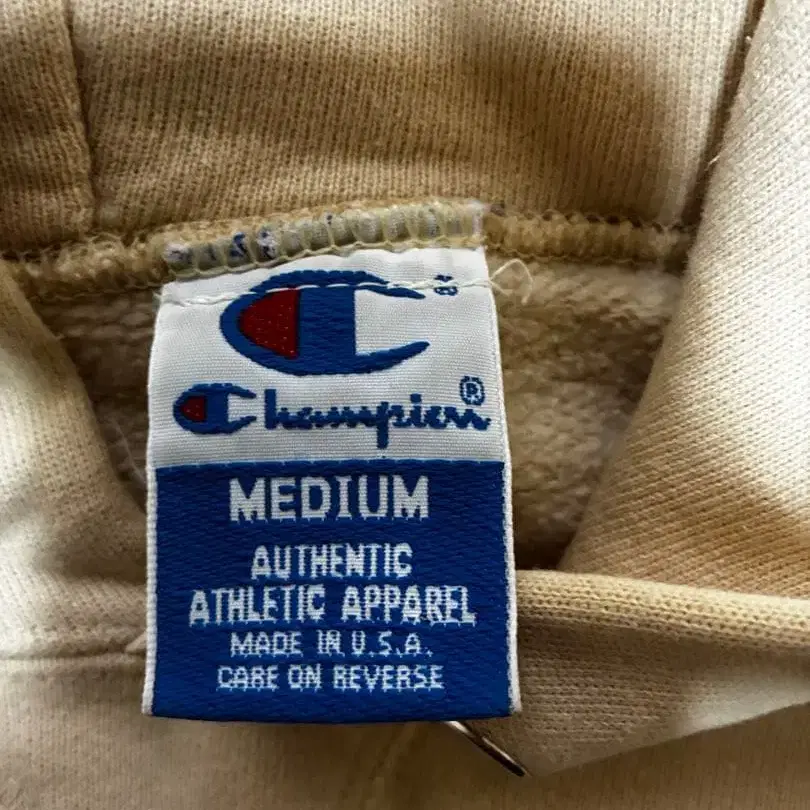 Champion®
MEDIUM
AUTHENTIC
ATHLETIC APPAREL
MADE IN U.S.A.
CARE ON REVERSE